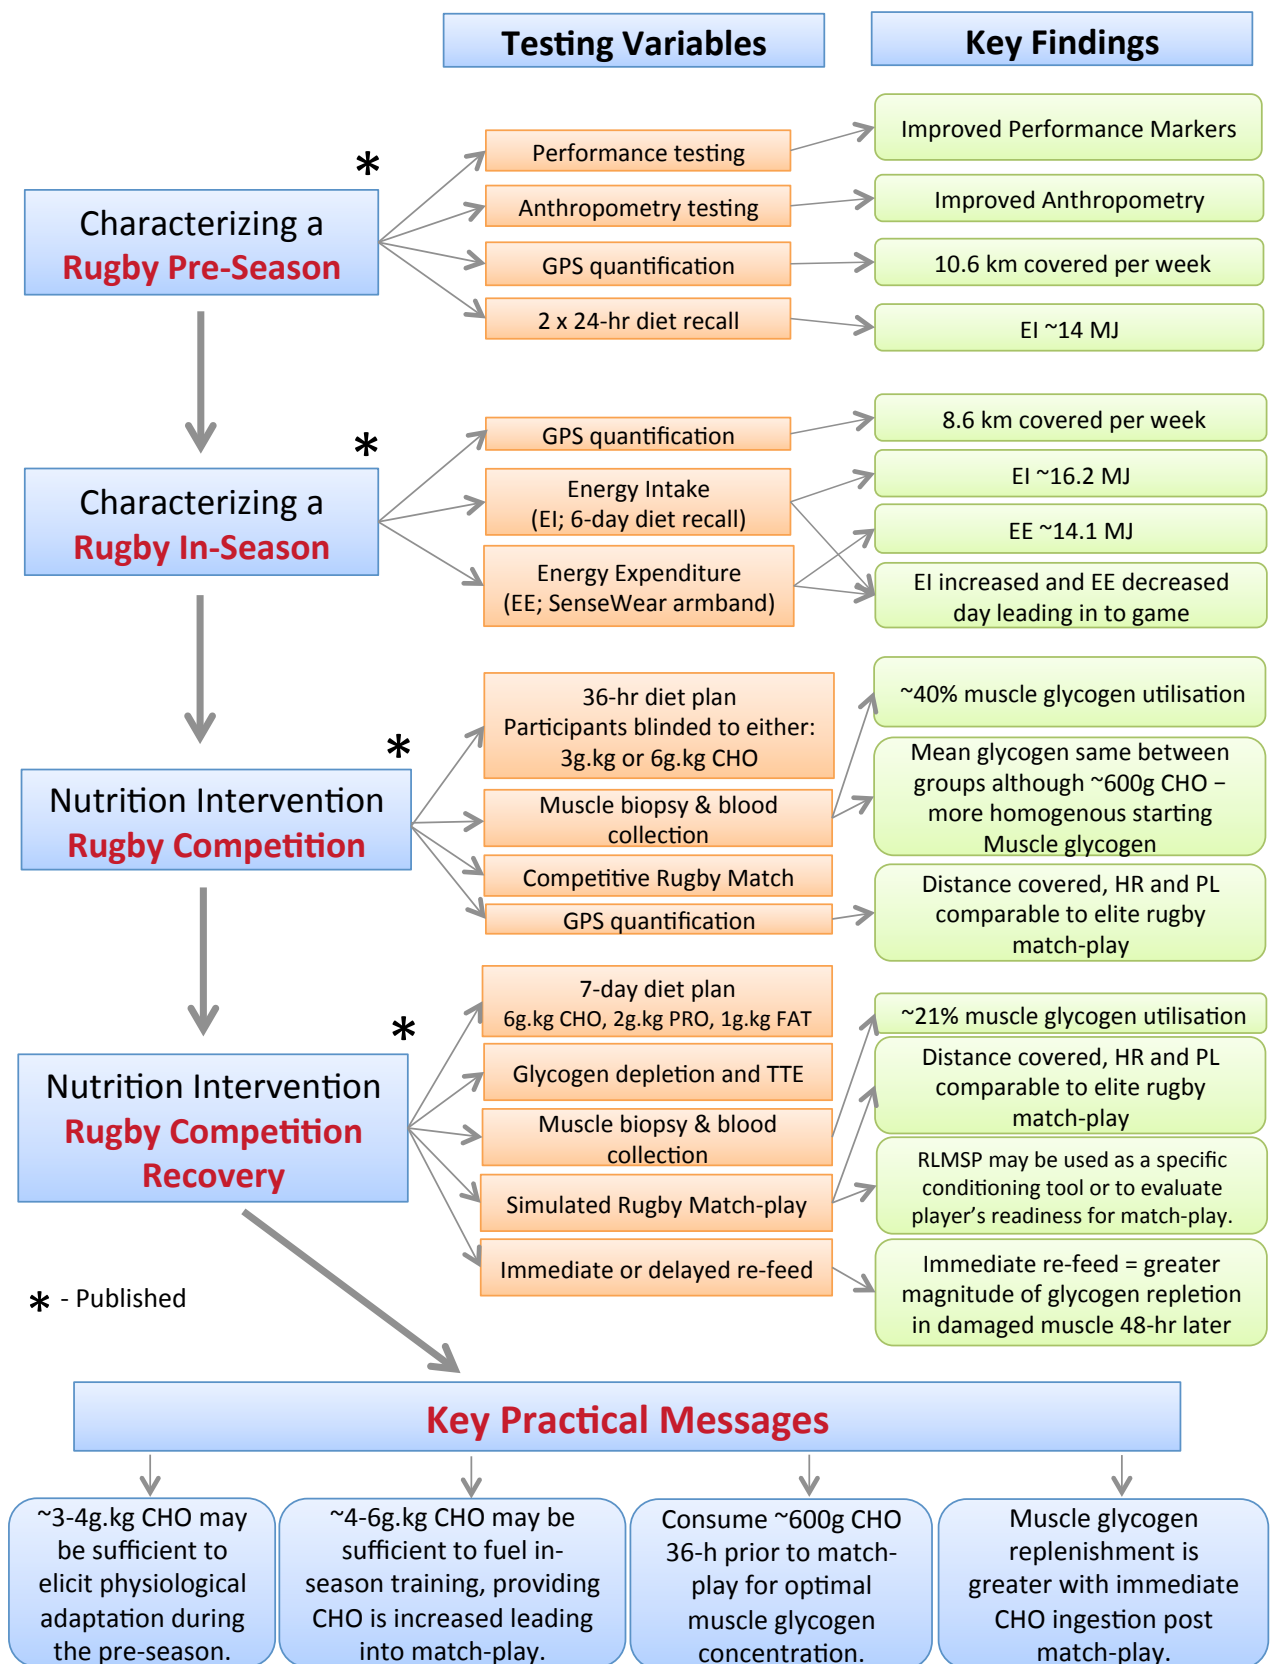 Testing Variables
Key Findings
*
Characterizing a
Rugby Pre-Season
Performance testing
Anthropometry testing
GPS quantification
2 x 24-hr diet recall
Improved Performance Markers
Improved Anthropometry
10.6 km covered per week
EI ~14 MJ
*
Characterizing a
Rugby In-Season
GPS quantification
Energy Intake
(EI; 6-day diet recall)
Energy Expenditure
(EE; SenseWear armband)
8.6 km covered per week
EI ~16.2 MJ
EE ~14.1 MJ
EI increased and EE decreased
day leading in to game
*
Nutrition Intervention
Rugby Competition
36-hr diet plan
Participants blinded to either:
3g.kg or 6g.kg CHO
Muscle biopsy & blood
collection
Competitive Rugby Match
GPS quantification
~40% muscle glycogen utilisation
Mean glycogen same between
groups although ~600g CHO –
more homogenous starting
Muscle glycogen
Distance covered, HR and PL
comparable to elite rugby
match-play
*
Nutrition Intervention
Rugby Competition
Recovery
7-day diet plan
6g.kg CHO, 2g.kg PRO, 1g.kg FAT
Glycogen depletion and TTE
Muscle biopsy & blood
collection
Simulated Rugby Match-play
Immediate or delayed re-feed
~21% muscle glycogen utilisation
Distance covered, HR and PL
comparable to elite rugby
match-play
RLMSP may be used as a specific
conditioning tool or to evaluate
player's readiness for match-play.
Immediate re-feed = greater
magnitude of glycogen repletion
in damaged muscle 48-hr later
* - Published
Key Practical Messages
~3-4g.kg CHO may
be sufficient to
elicit physiological
adaptation during
the pre-season.
~4-6g.kg CHO may be
sufficient to fuel in-
season training, providing
CHO is increased leading
into match-play.
Consume ~600g CHO
36-h prior to match-
play for optimal
muscle glycogen
concentration.
Muscle glycogen
replenishment is
greater with immediate
CHO ingestion post
match-play.